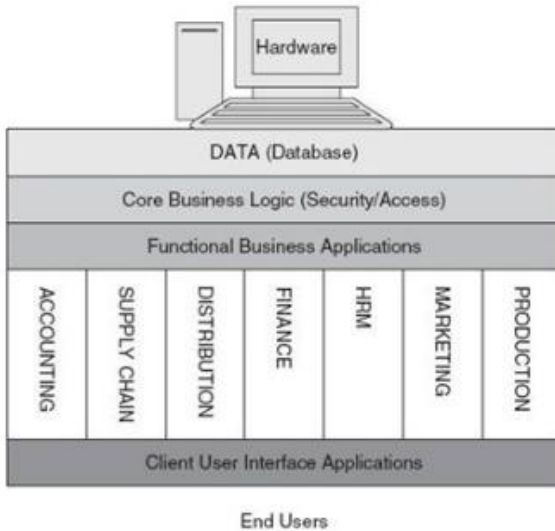 Hardware
DATA (Database)
Core Business Logic (Security/Access)
Functional Business Applications
ACCOUNTING
SUPPLY CHAIN
DISTRIBUTION
FINANCE
HRM
MARKETING
PRODUCTION
Client User Interface Applications
End Users